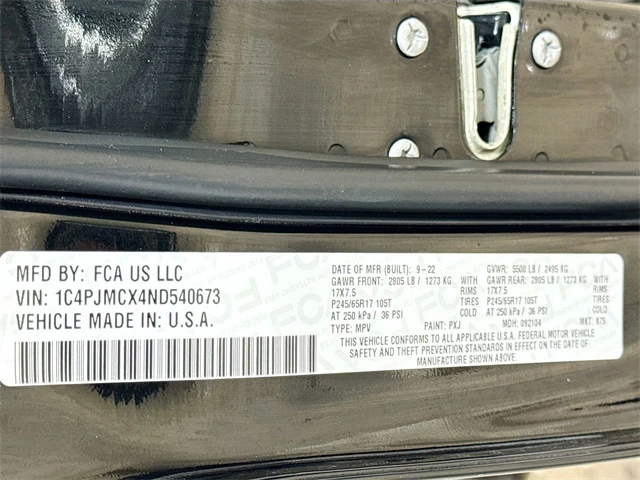 MFD BY: FCA US LLC
VIN: 1C4PJMCX4ND540673
VEHICLE MADE IN: U.S.A.
DATE OF MFR (BUILT): 9-22 GVWR: 5500 LB / 2495 KG
GAWR FRONT: 2805 LB / 1273 KG WITH GAWR REAR: 2805 LB / 1273 KG WITH
17X7.5 RIMS 17X7.5 RIMS
P245/65R17 105T TIRES P245/65R17 105T TIRES
AT 250 kPa / 36 PSI AT 250 kPa / 36 PSI
TYPE: MPV PAINT: PXJ MDH: 092104 MKT: 875
THIS VEHICLE CONFORMS TO ALL APPLICABLE U.S.A. FEDERAL MOTOR VEHICLE
SAFETY AND THEFT PREVENTION STANDARDS IN EFFECT ON THE DATE OF
MANUFACTURE SHOWN ABOVE.